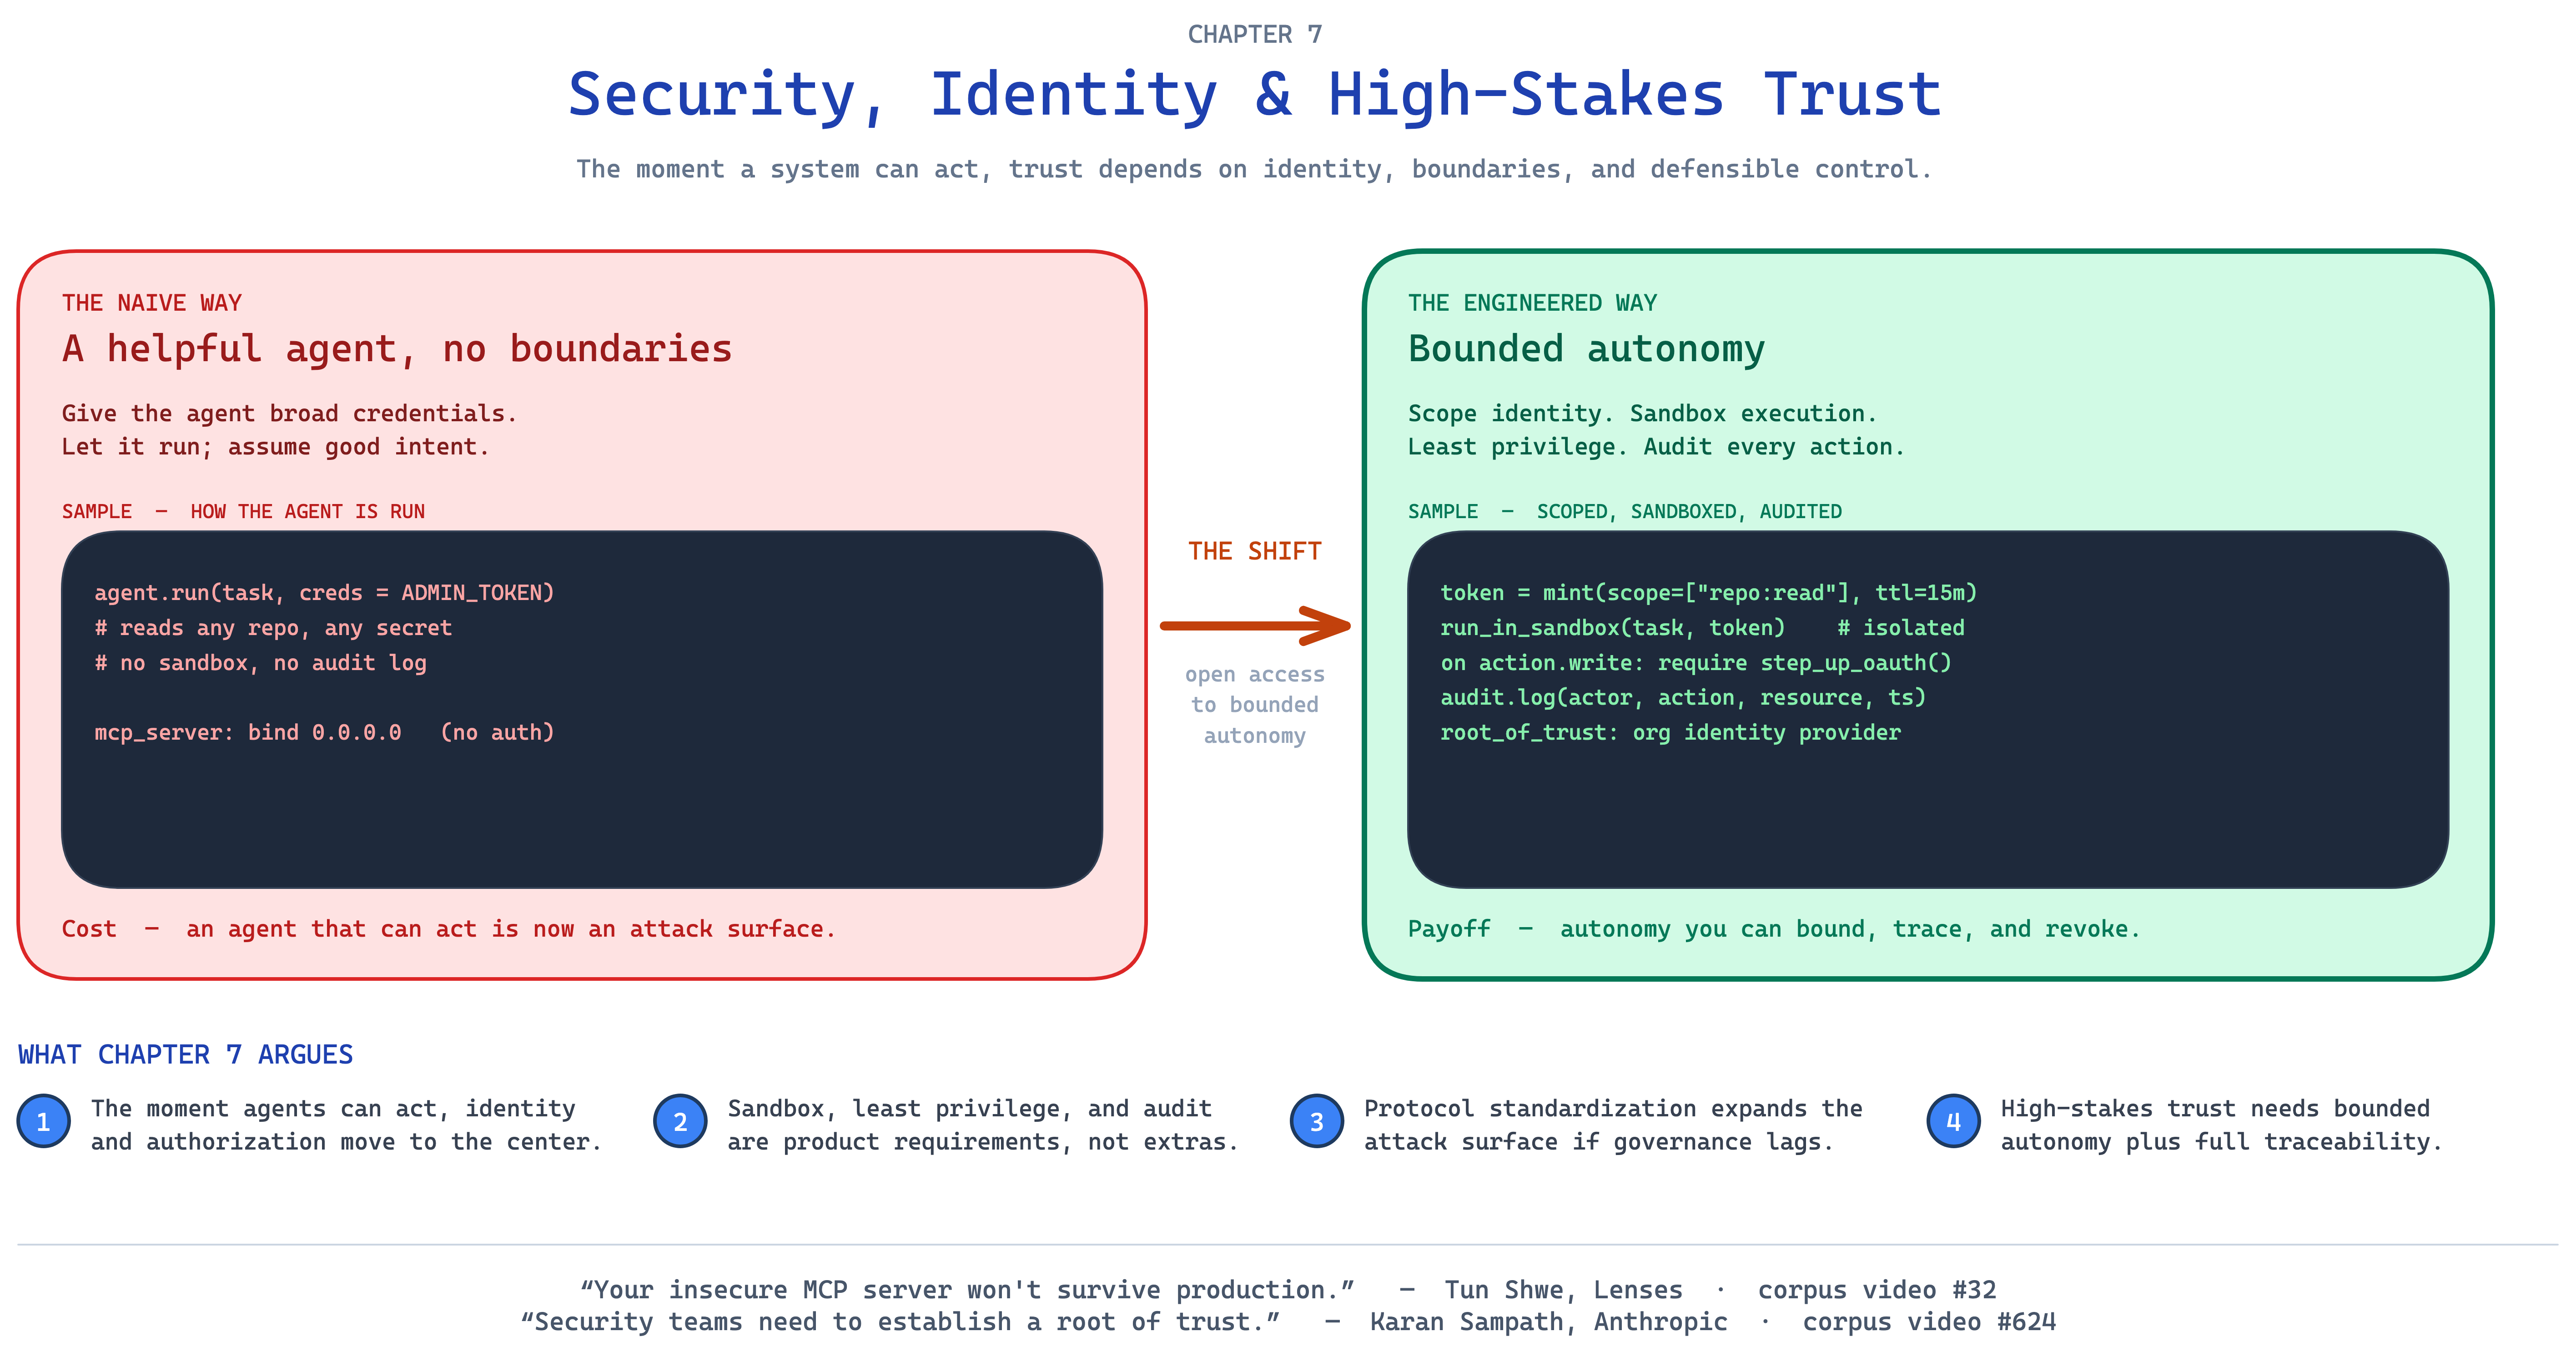 CHAPTER 7
Security, Identity & High-Stakes Trust
The moment a system can act, trust depends on identity, boundaries, and defensible control.
THE NAIVE WAY
A helpful agent, no boundaries
Give the agent broad credentials.
Let it run; assume good intent.
SAMPLE – HOW THE AGENT IS RUN
agent.run(task, creds = ADMIN_TOKEN)
# reads any repo, any secret
# no sandbox, no audit log
mcp_server: bind 0.0.0.0   (no auth)
Cost – an agent that can act is now an attack surface.
THE SHIFT
open access
to bounded
autonomy
THE ENGINEERED WAY
Bounded autonomy
Scope identity. Sandbox execution.
Least privilege. Audit every action.
SAMPLE – SCOPED, SANDBOXED, AUDITED
token = mint(scope=["repo:read"], ttl=15m)
run_in_sandbox(task, token)    # isolated
on action.write: require step_up_oauth()
audit.log(actor, action, resource, ts)
root_of_trust: org identity provider
Payoff – autonomy you can bound, trace, and revoke.
WHAT CHAPTER 7 ARGUES
1 The moment agents can act, identity
and authorization move to the center.
2 Sandbox, least privilege, and audit
are product requirements, not extras.
3 Protocol standardization expands the
attack surface if governance lags.
4 High-stakes trust needs bounded
autonomy plus full traceability.
“Your insecure MCP server won't survive production.” – Tun Shwe, Lenses · corpus video #32
“Security teams need to establish a root of trust.” – Karan Sampath, Anthropic · corpus video #624